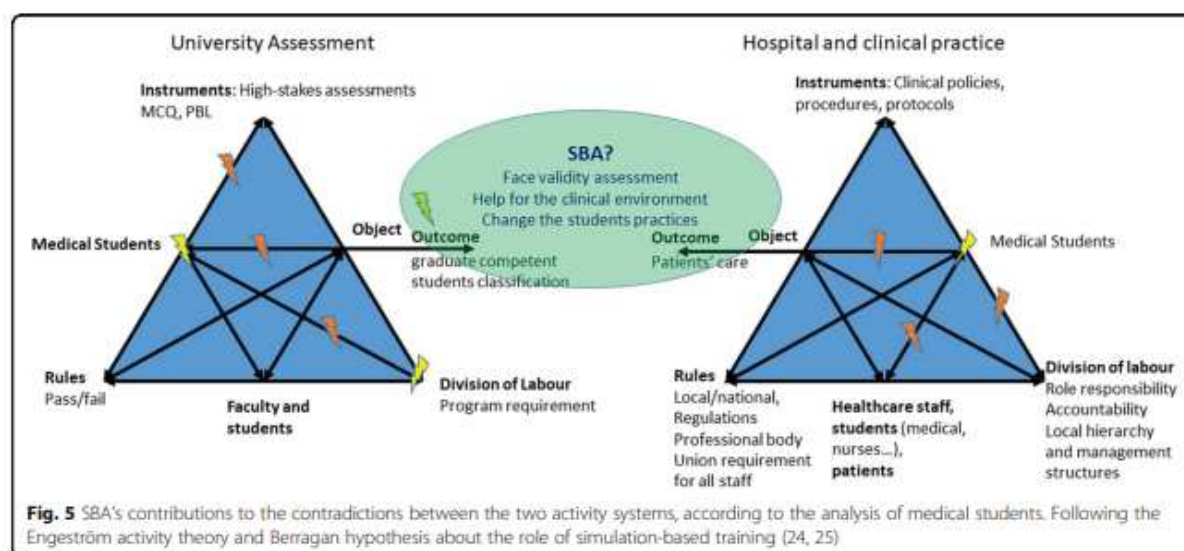 University Assessment
Hospital and clinical practice
Instruments: High-stakes assessments
MCQ, PBL
Instruments: Clinical policies,
procedures, protocols
SBA?
Face validity assessment
Help for the clinical environment
Change the students practices
Medical Students
Object
Outcome
graduate competent
students classification
Outcome
Patients' care
Object
Medical Students
Rules
Pass/fail
Faculty and
students
Division of Labour
Program requirement
Rules
Local/national,
Regulations
Professional body
Union requirement
for all staff
Healthcare staff,
students (medical,
nurses...),
patients
Division of labour
Role responsibility
Accountability
Local hierarchy
and management
structures
Fig. 5 SBA's contributions to the contradictions between the two activity systems, according to the analysis of medical students. Following the
Engeström activity theory and Berragan hypothesis about the role of simulation-based training (24, 25)